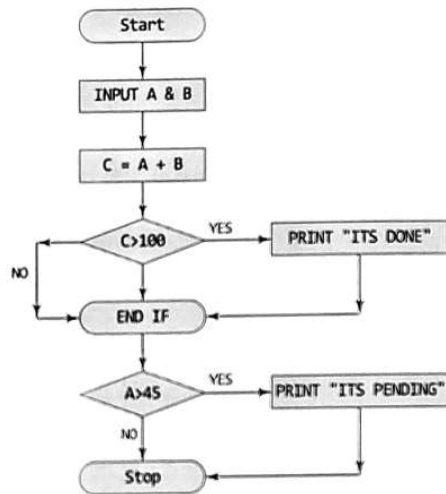 Start
INPUT A & B
C = A + B
C>100
YES
PRINT "ITS DONE"
NO
END IF
A>45
YES
PRINT "ITS PENDING"
NO
Stop